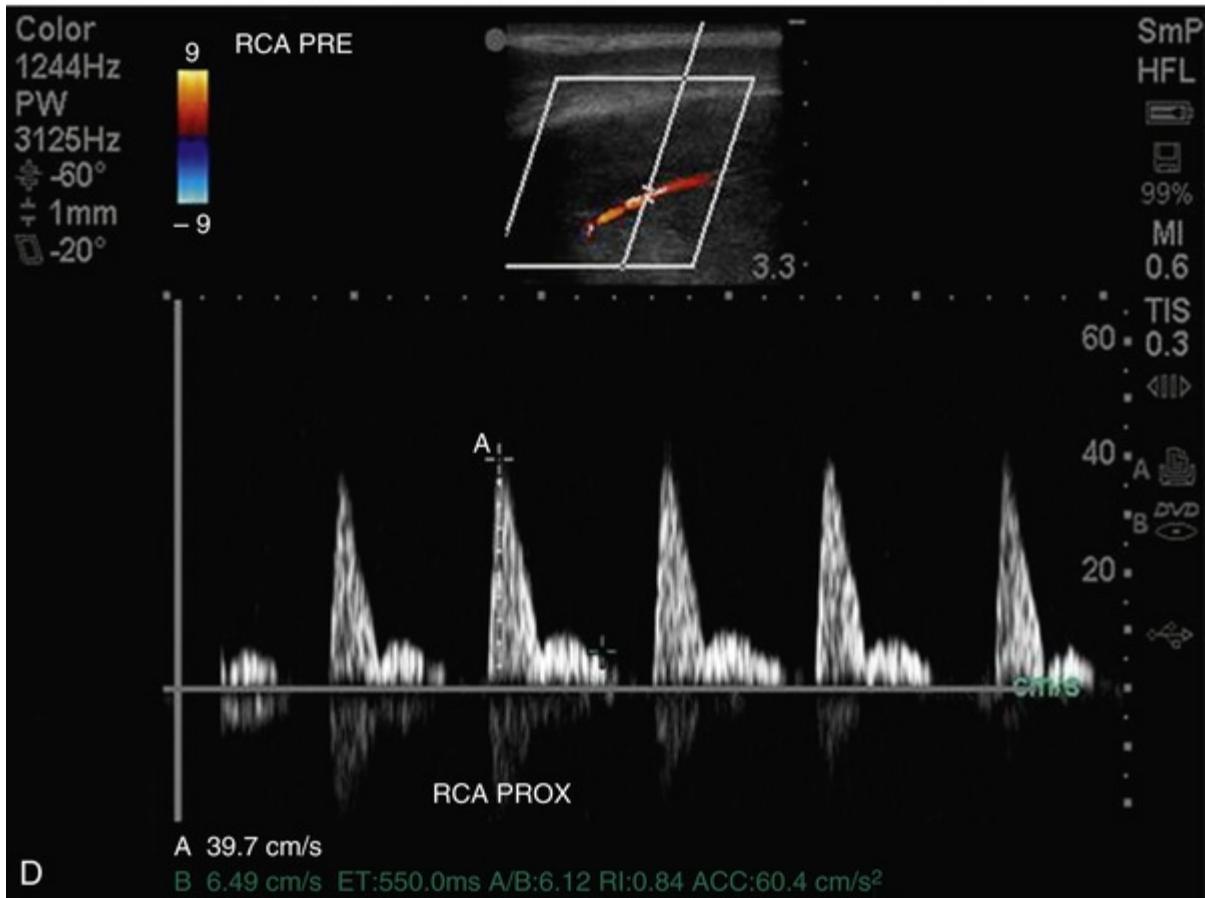 Color
1244Hz
PW
3125Hz
-60°
1mm
-20°
9
– 9
RCA PRE
3.3
SmP
HFL
99%
MI
0.6
TIS
0.3
A
B DVD
60
40
20
cm/s
A
RCA PROX
A 39.7 cm/s
B 6.49 cm/s ET:550.0ms A/B:6.12 RI:0.84 ACC:60.4 cm/s²
D